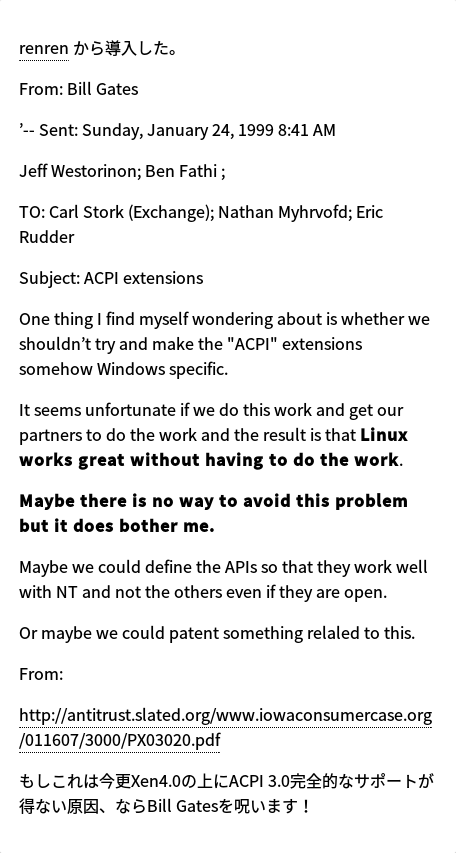 renren から導入した。
From: Bill Gates
’-- Sent: Sunday, January 24, 1999 8:41 AM
Jeff Westorinon; Ben Fathi ;
TO: Carl Stork (Exchange); Nathan Myhrvofd; Eric
Rudder
Subject: ACPI extensions
One thing I find myself wondering about is whether we
shouldn’t try and make the "ACPI" extensions
somehow Windows specific.
It seems unfortunate if we do this work and get our
partners to do the work and the result is that Linux
works great without having to do the work.
Maybe there is no way to avoid this problem
but it does bother me.
Maybe we could define the APIs so that they work well
with NT and not the others even if they are open.
Or maybe we could patent something relaled to this.
From:
http://antitrust.slated.org/www.iowaconsumercase.org
/011607/3000/PX03020.pdf
もしこれは今更Xen4.0の上にACPI 3.0完全的なサポートが
得ない原因、ならBill Gatesを呪います！